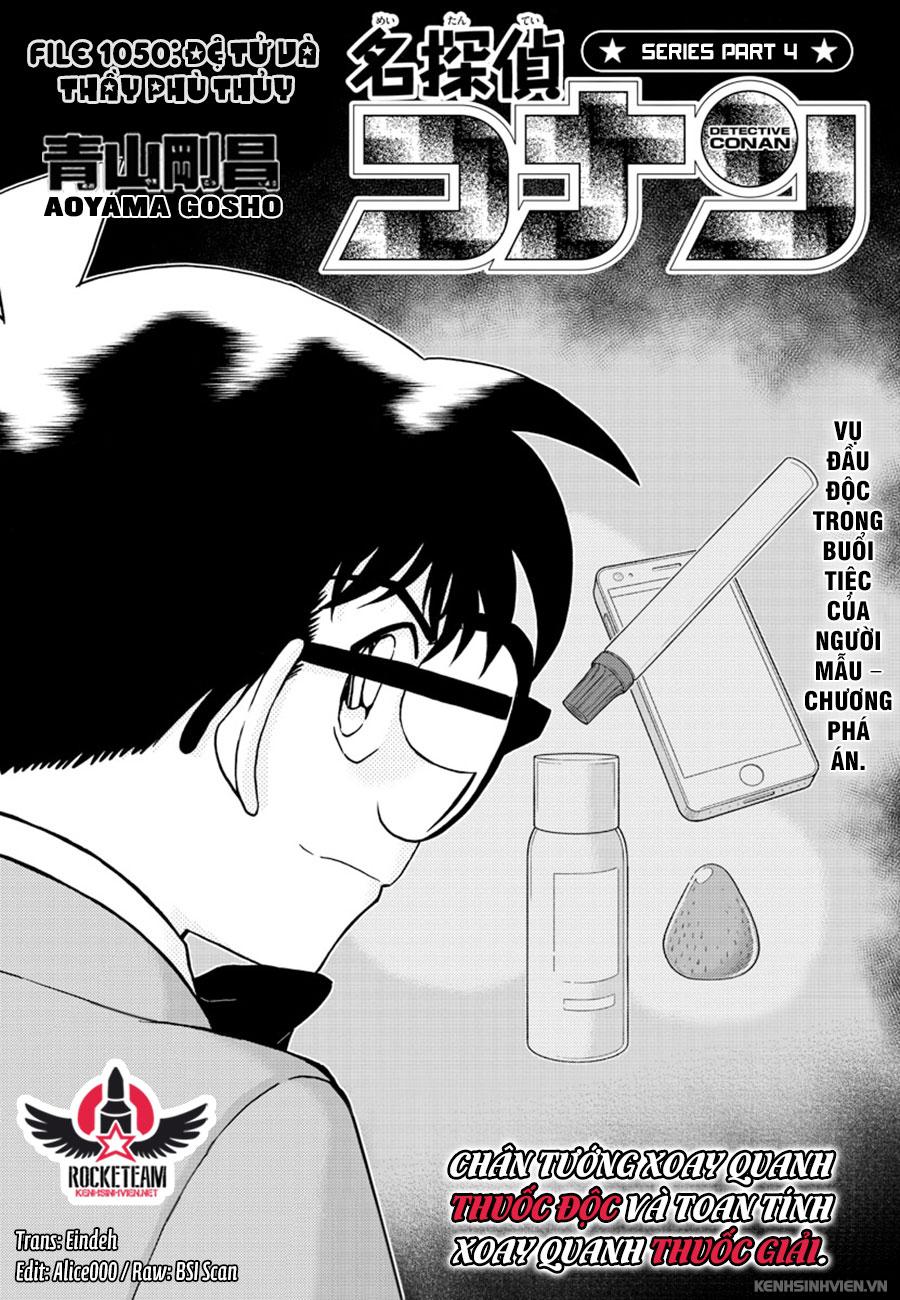 FILE 1050: ĐỆ TỬ VÀ
THẦY PHÙ THỦY
めい たん てい
名探偵
★ SERIES PART 4 ★
コナン
DETECTIVE
CONAN
青山剛昌
AOYAMA GOSHO
VỤ
ĐẦU
ĐỘC
TRONG
BUỔI
TIỆC
CỦA
NGƯỜI
MẪU –
CHƯƠNG
PHÁ
ÁN.
ROCKETEAM
KENHSINHVIEN.NET
Trans: Eindeh
Edit: Alice000 / Raw: BSI Scan
CHÂN TƯỚNG XOAY QUANH
THUỐC ĐỘC VÀ TOAN TÍNH
XOAY QUANH THUỐC GIẢI.
KENHSINHVIEN.VN